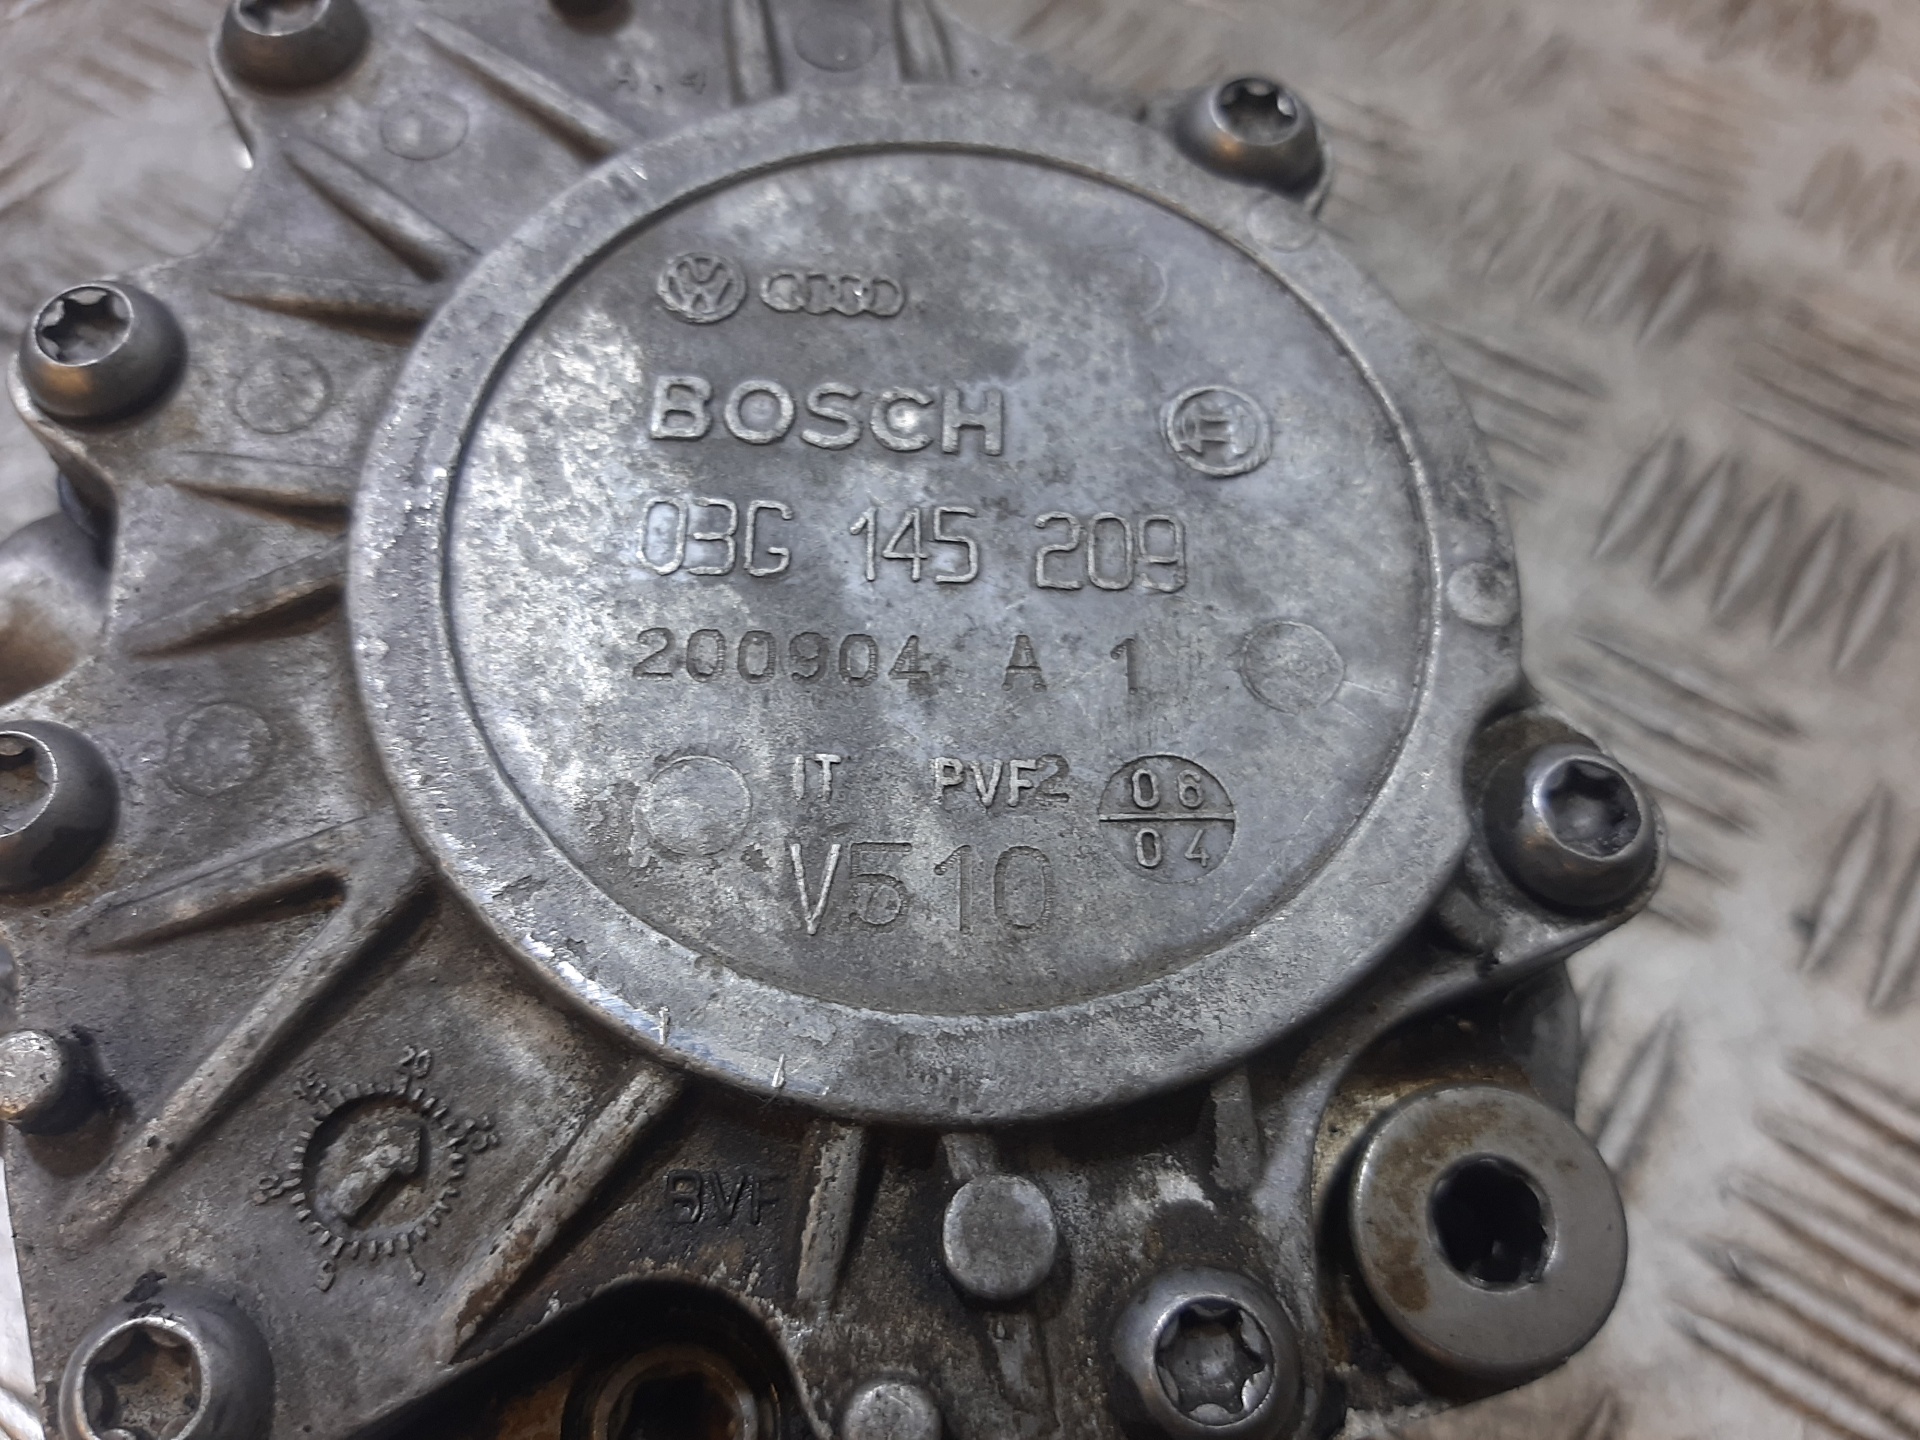 BOSCH
03G 145 209
200904 A 1
IT PVF2 06
04
V510
BVF